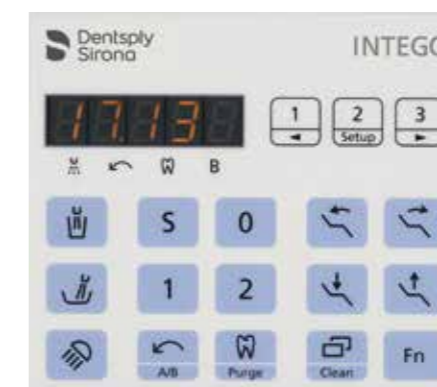 Dentsply
Sirona
INTEGO
17.13
1 2 3
Setup
B
S 0
1 2
A/B Purge Clean Fn